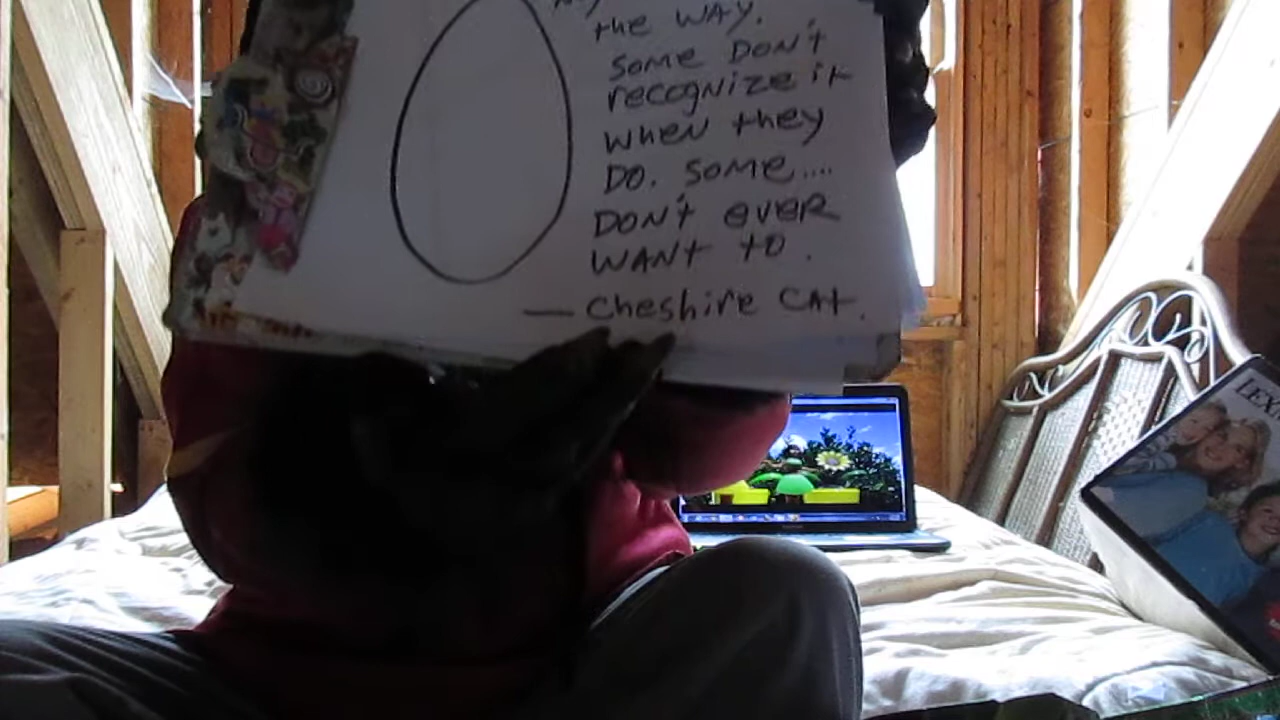 the WAY.
Some DON't
recognize it
when they
DO. Some....
DON't ever
WANT to.
— Cheshire CAt.
LEX